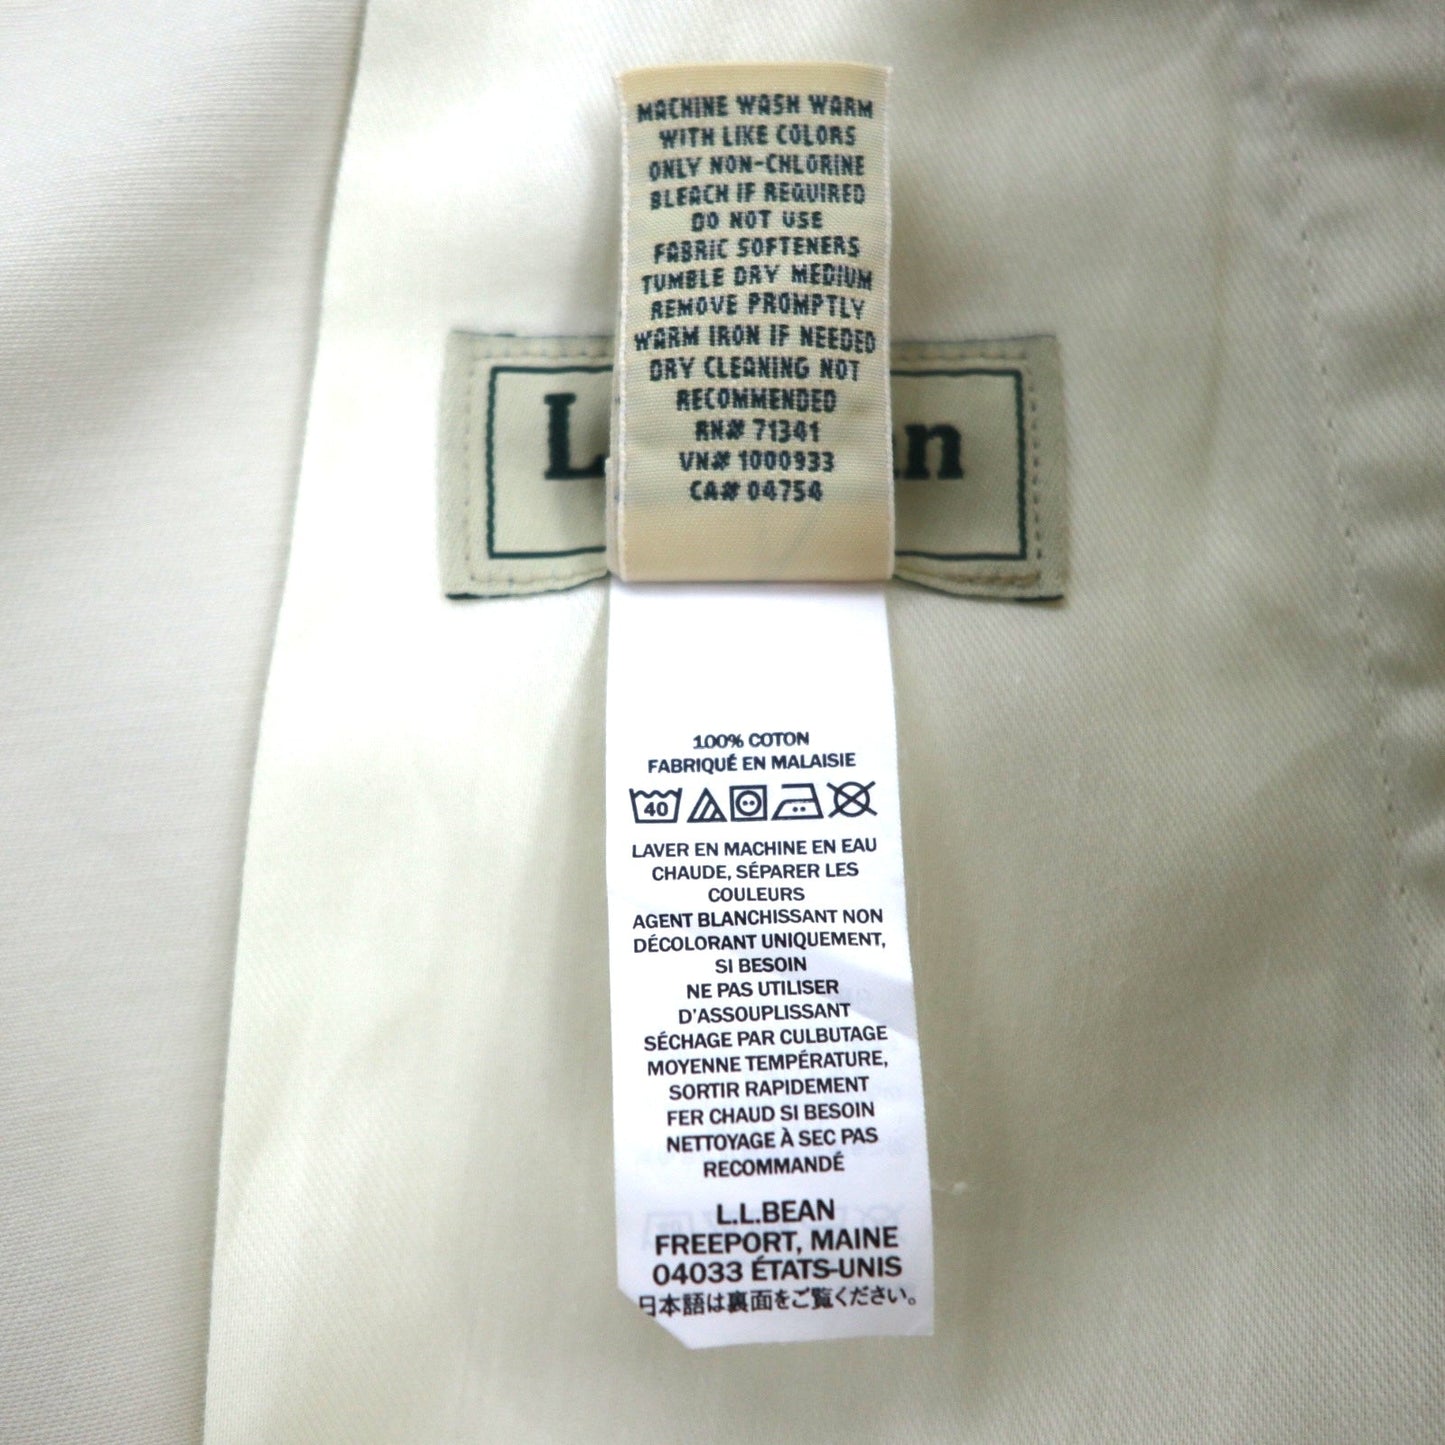 MACHINE WASH WARM
WITH LIKE COLORS
ONLY NON-CHLORINE
BLEACH IF REQUIRED
DO NOT USE
FABRIC SOFTENERS
TUMBLE DRY MEDIUM
REMOVE PROMPTLY
WARM IRON IF NEEDED
DRY CLEANING NOT
RECOMMENDED
RN# 71341
VN# 1000933
CA# 04754
100% COTON
FABRIQUÉ EN MALAISIE
40
LAVER EN MACHINE EN EAU
CHAUDE, SÉPARER LES
COULEURS
AGENT BLANCHISSANT NON
DÉCOLORANT UNIQUEMENT,
SI BESOIN
NE PAS UTILISER
D'ASSOUPLISSANT
SÉCHAGE PAR CULBUTAGE
MOYENNE TEMPÉRATURE,
SORTIR RAPIDEMENT
FER CHAUD SI BESOIN
NETTOYAGE À SEC PAS
RECOMMANDÉ
L.L.BEAN
FREEPORT, MAINE
04033 ÉTATS-UNIS
日本語は裏面をご覧ください。